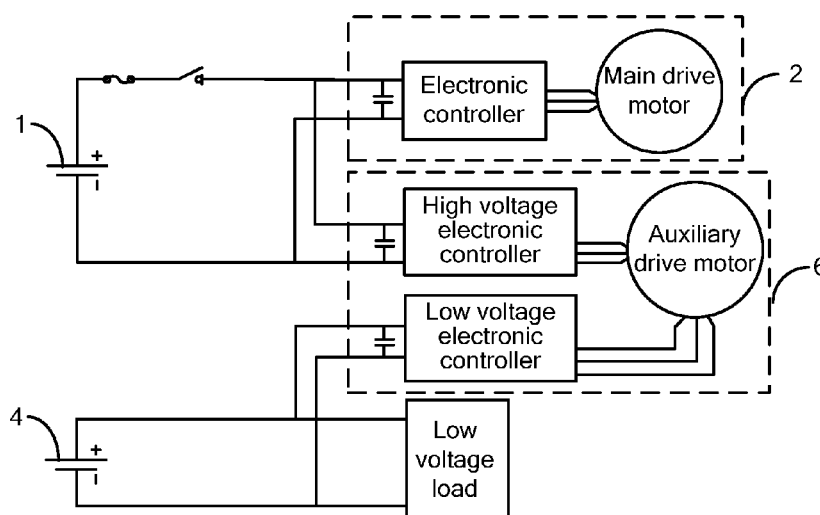 Electronic
controller
Main drive
motor
2
1
+
−
High voltage
electronic
controller
Auxiliary
drive motor
6
Low voltage
electronic
controller
4
+
−
Low
voltage
load